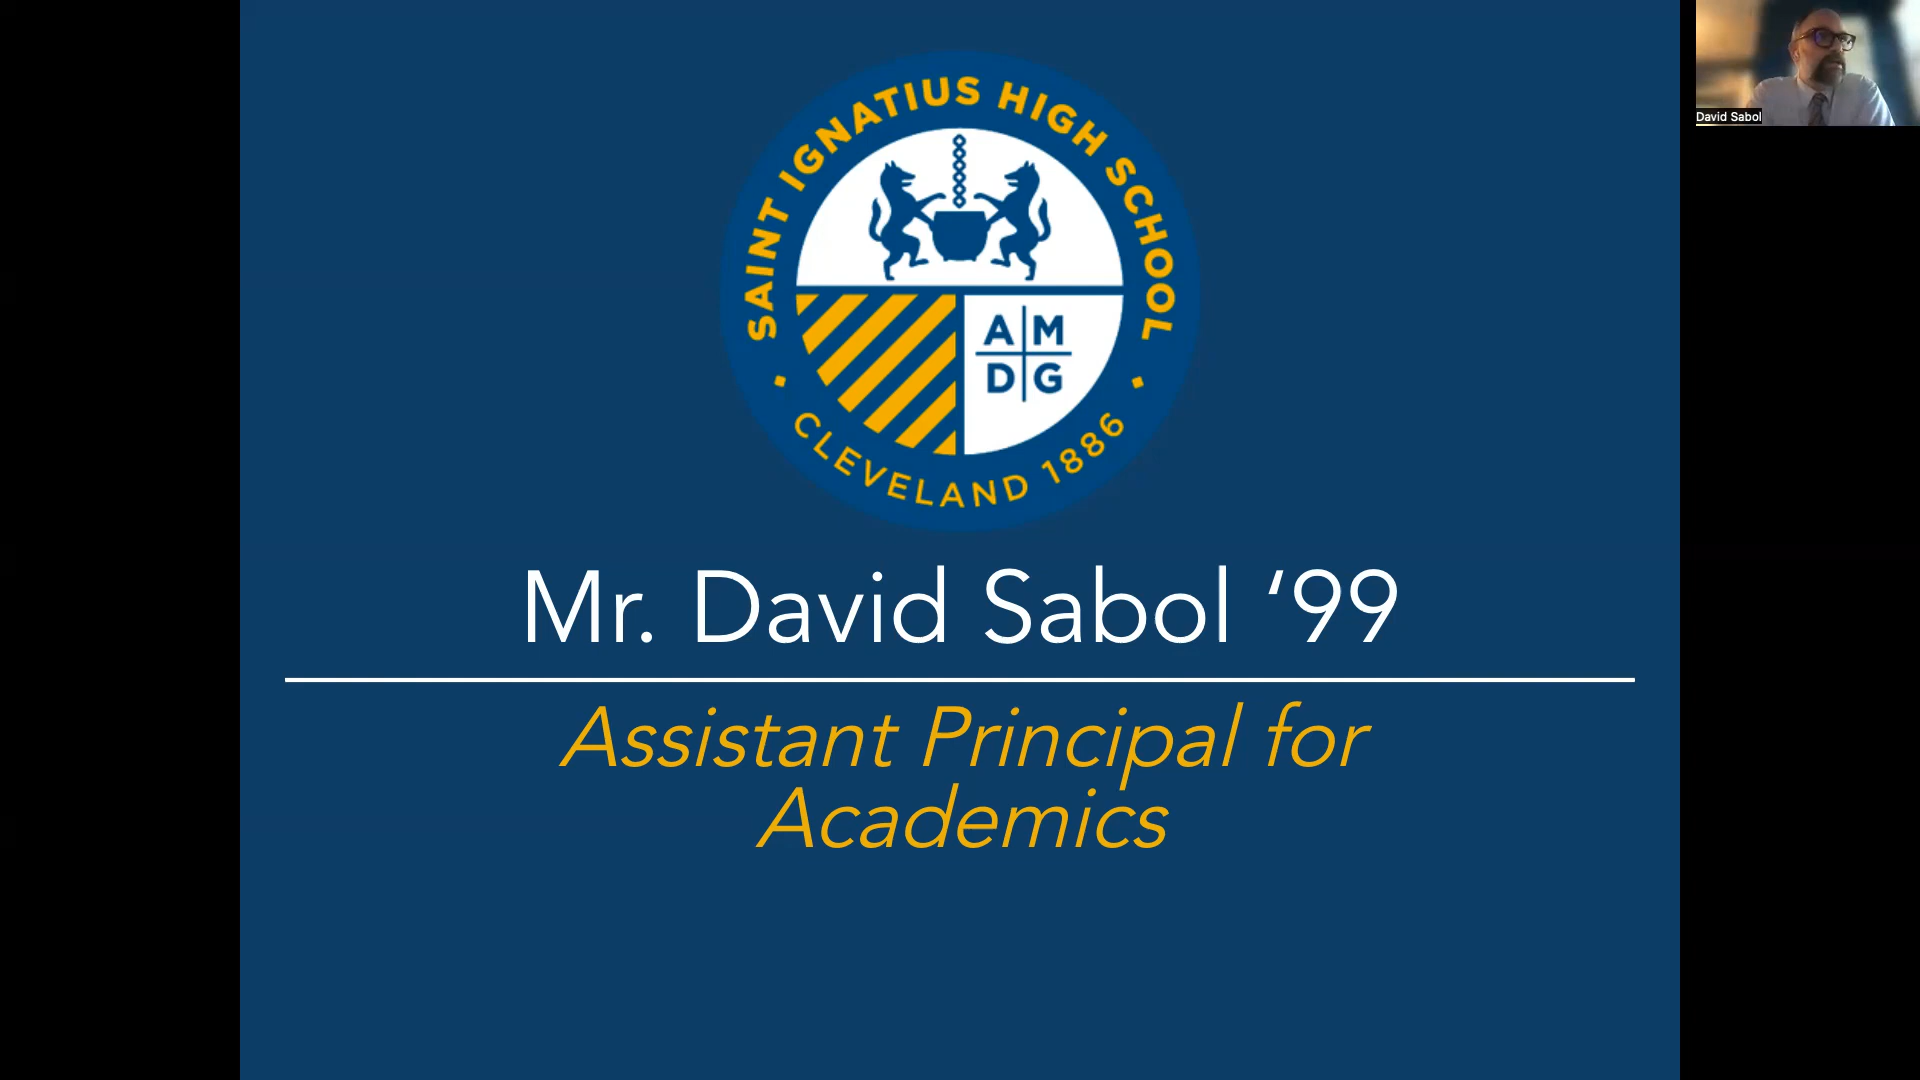 SAINT IGNATIUS HIGH SCHOOL
A M
D G
CLEVELAND 1886
Mr. David Sabol ‘99
Assistant Principal for
Academics
David Sabol